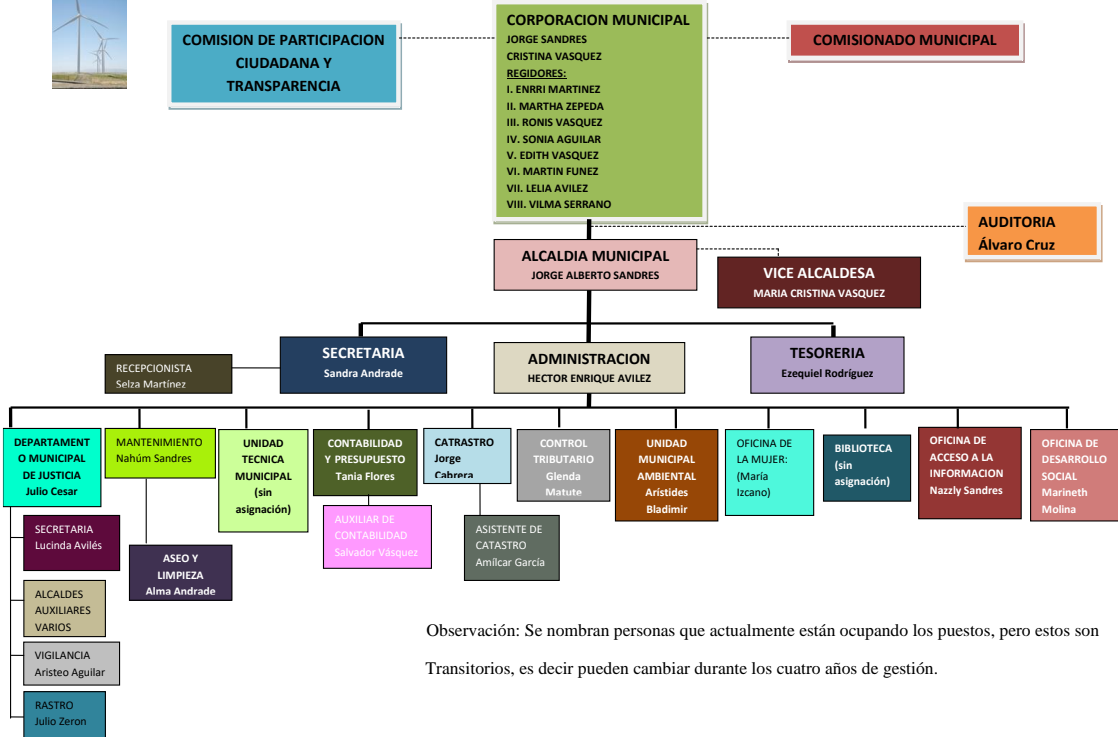 COMISION DE PARTICIPACION
CIUDADANA Y
TRANSPARENCIA
CORPORACION MUNICIPAL
JORGE SANDRES
CRISTINA VASQUEZ
REGIDORES:
I. ENRRI MARTINEZ
II. MARTHA ZEPEDA
III. RONIS VASQUEZ
IV. SONIA AGUILAR
V. EDITH VASQUEZ
VI. MARTIN FUNEZ
VII. LELIA AVILEZ
VIII. VILMA SERRANO
COMISIONADO MUNICIPAL
AUDITORIA
Álvaro Cruz
ALCALDIA MUNICIPAL
JORGE ALBERTO SANDRES
VICE ALCALDESA
MARIA CRISTINA VASQUEZ
RECEPCIONISTA
Selza Martínez
SECRETARIA
Sandra Andrade
ADMINISTRACION
HECTOR ENRIQUE AVILEZ
TESORERIA
Ezequiel Rodríguez
DEPARTAMENT
O MUNICIPAL
DE JUSTICIA
Julio Cesar
MANTENIMIENTO
Nahúm Sandres
UNIDAD
TECNICA
MUNICIPAL
(sin
asignación)
CONTABILIDAD
Y PRESUPUESTO
Tania Flores
CATRASTRO
Jorge
Cabrera
CONTROL
TRIBUTARIO
Glenda
Matute
UNIDAD
MUNICIPAL
AMBIENTAL
Arístides
Bladimir
OFICINA DE
LA MUJER:
(María
Izcano)
BIBLIOTECA
(sin
asignación)
OFICINA DE
ACCESO A LA
INFORMACION
Nazzly Sandres
OFICINA DE
DESARROLLO
SOCIAL
Marineth
Molina
SECRETARIA
Lucinda Avilés
ASEO Y
LIMPIEZA
Alma Andrade
AUXILIAR DE
CONTABILIDAD
Salvador Vásquez
ASISTENTE DE
CATASTRO
Amílcar García
ALCALDES
AUXILIARES
VARIOS
VIGILANCIA
Aristeo Aguilar
RASTRO
Julio Zeron
Observación: Se nombran personas que actualmente están ocupando los puestos, pero estos son
Transitorios, es decir pueden cambiar durante los cuatro años de gestión.